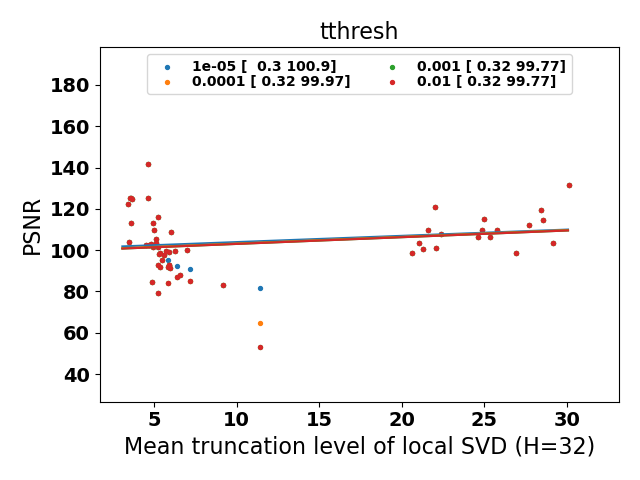 tthresh
1e-05 [  0.3 100.9]
0.0001 [ 0.32 99.97]
0.001 [ 0.32 99.77]
0.01 [ 0.32 99.77]
PSNR
180
160
140
120
100
80
60
40
5 10 15 20 25 30
Mean truncation level of local SVD (H=32)